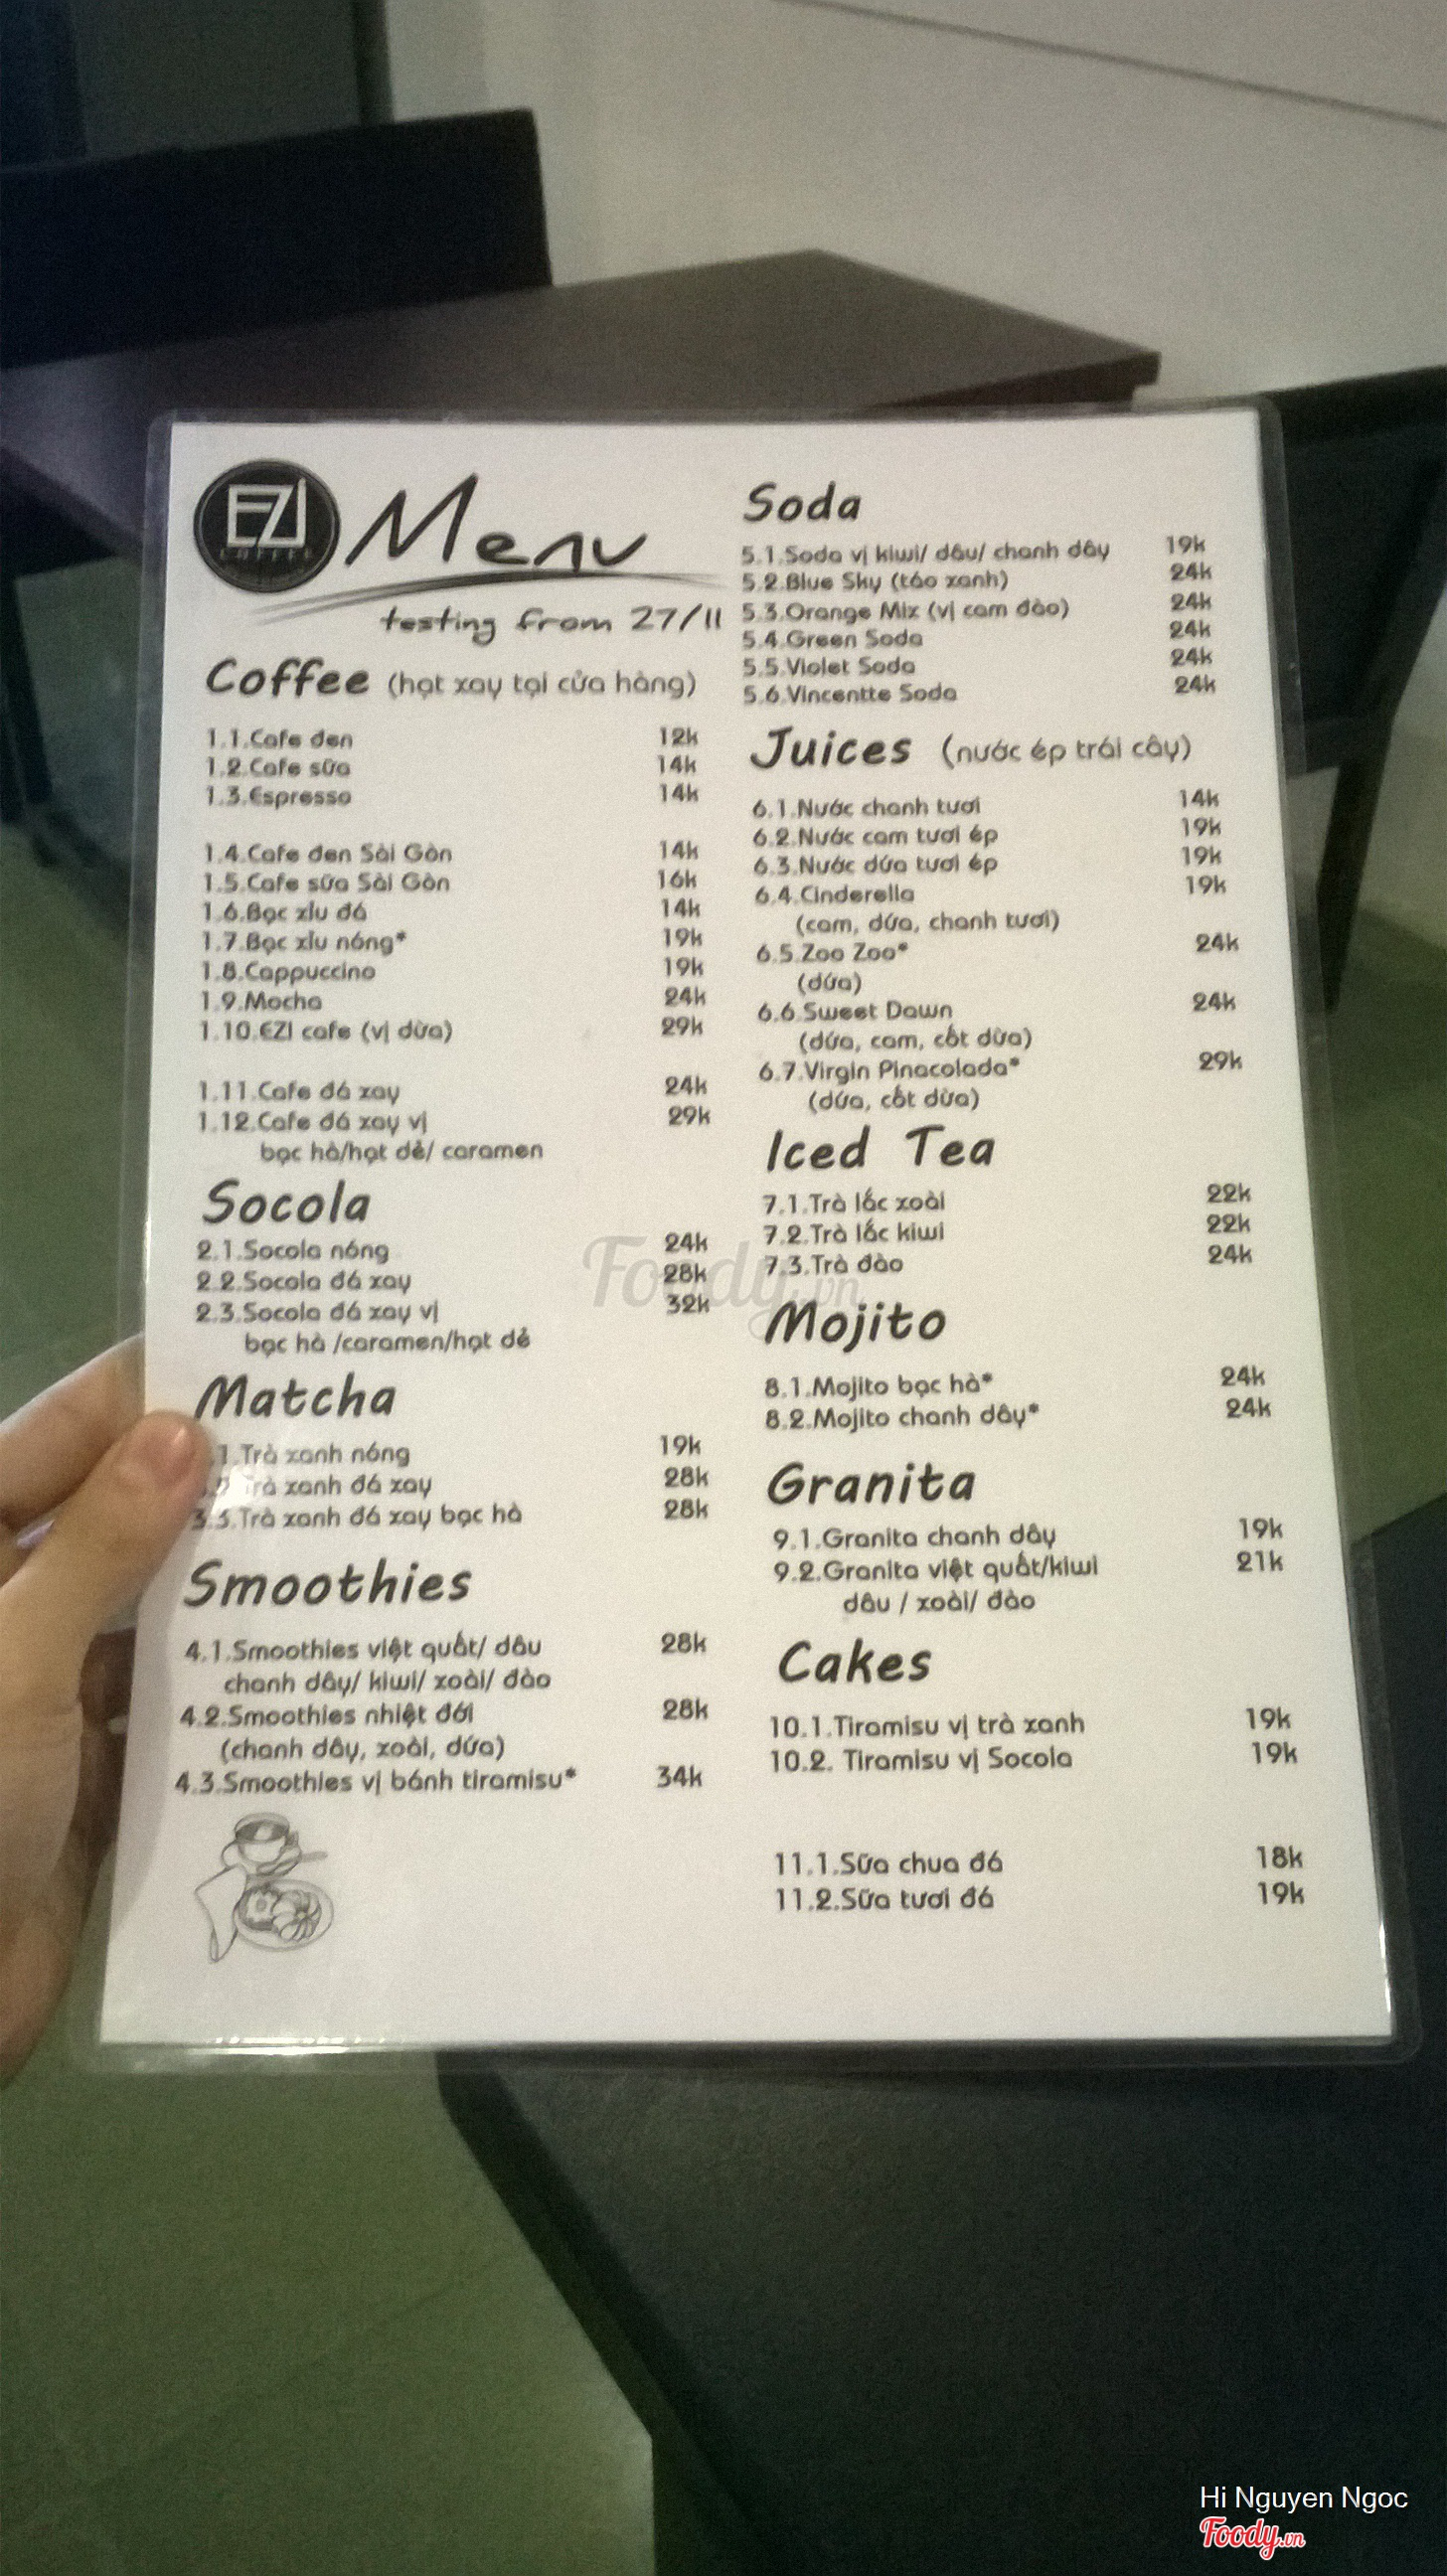 EZI
COFFEE
Menu
testing from 27/11
Coffee (hạt xay tại cửa hàng)
1.1.Cafe đen 12k
1.2.Cafe sữa 14k
1.3.Espresso 14k
1.4.Cafe đen Sài Gòn 14k
1.5.Cafe sữa Sài Gòn 16k
1.6.Bạc xỉu đá 14k
1.7.Bạc xỉu nóng* 19k
1.8.Cappuccino 19k
1.9.Mocha 24k
1.10.EZI cafe (vị dừa) 29k
1.11.Cafe đá xay 24k
1.12.Cafe đá xay vị 29k
bạc hà/hạt dẻ/ caramen
Socola
2.1.Socola nóng 24k
2.2.Socola đá xay 28k
2.3.Socola đá xay vị 32k
bạc hà /caramen/hạt dẻ
Matcha
.1.Trà xanh nóng 19k
Trà xanh đá xay 28k
3.3.Trà xanh đá xay bạc hà 28k
Smoothies
4.1.Smoothies việt quất/ dâu 28k
chanh dây/ kiwi/ xoài/ đào
4.2.Smoothies nhiệt đới 28k
(chanh dây, xoài, dứa)
4.3.Smoothies vị bánh tiramisu* 34k
Soda
5.1.Soda vị kiwi/ dâu/ chanh dây 19k
5.2.Blue Sky (táo xanh) 24k
5.3.Orange Mix (vị cam đào) 24k
5.4.Green Soda 24k
5.5.Violet Soda 24k
5.6.Vincentte Soda 24k
Juices (nước ép trái cây)
6.1.Nước chanh tươi 14k
6.2.Nước cam tươi ép 19k
6.3.Nước dứa tươi ép 19k
6.4.Cinderella 19k
(cam, dứa, chanh tươi)
6.5.Zoo Zoo* 24k
(dứa)
6.6.Sweet Dawn 24k
(dứa, cam, cốt dừa)
6.7.Virgin Pinacolada* 29k
(dứa, cốt dừa)
Iced Tea
7.1.Trà lắc xoài 22k
7.2.Trà lắc kiwi 22k
7.3.Trà đào 24k
Mojito
8.1.Mojito bạc hà* 24k
8.2.Mojito chanh dây* 24k
Granita
9.1.Granita chanh dây 19k
9.2.Granita việt quất/kiwi 21k
dâu / xoài/ đào
Cakes
10.1.Tiramisu vị trà xanh 19k
10.2. Tiramisu vị Socola 19k
11.1.Sữa chua đá 18k
11.2.Sữa tươi đá 19k
Foody.vn
Hi Nguyen Ngoc
Foody.vn